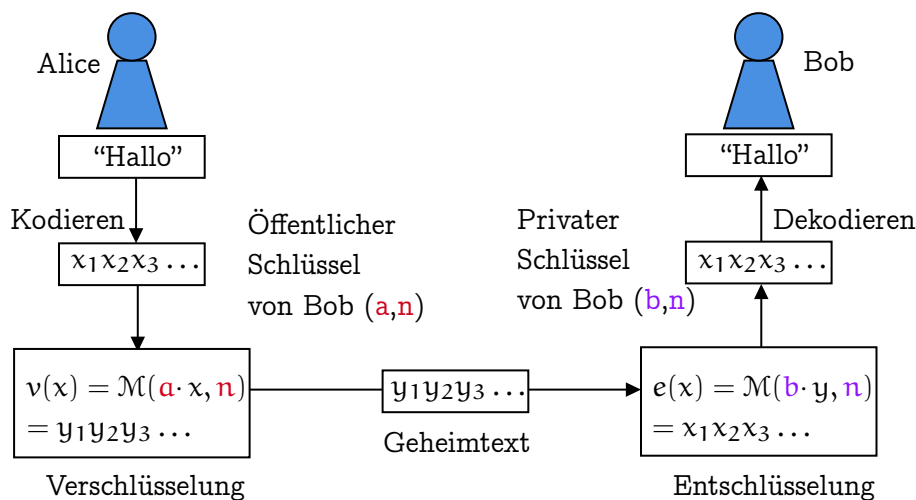 Alice
Bob
“Hallo”
“Hallo”
Kodieren
Öffentlicher
Schlüssel
von Bob (a,n)
Privater
Schlüssel
von Bob (b,n)
Dekodieren
x₁x₂x₃ …
x₁x₂x₃ …
v(x) = ℳ(a· x, n)
= y₁y₂y₃ …
y₁y₂y₃ …
Geheimtext
e(x) = ℳ(b· y, n)
= x₁x₂x₃ …
Verschlüsselung
Entschlüsselung